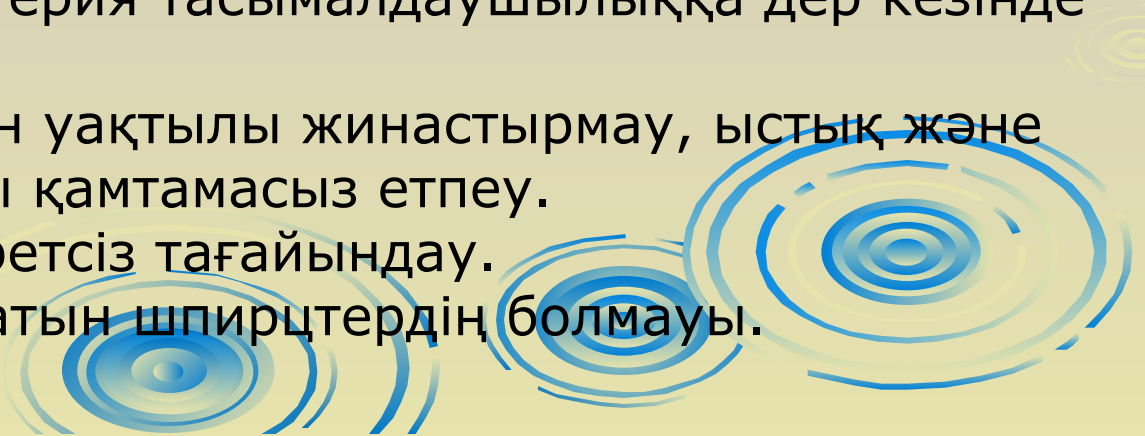 ерия тасымалдаушылыққа дер кезінде
н уақтылы жинастырмау, ыстық және
ы қамтамасыз етпеу.
ретсіз тағайындау.
атын шпирцтердің болмауы.